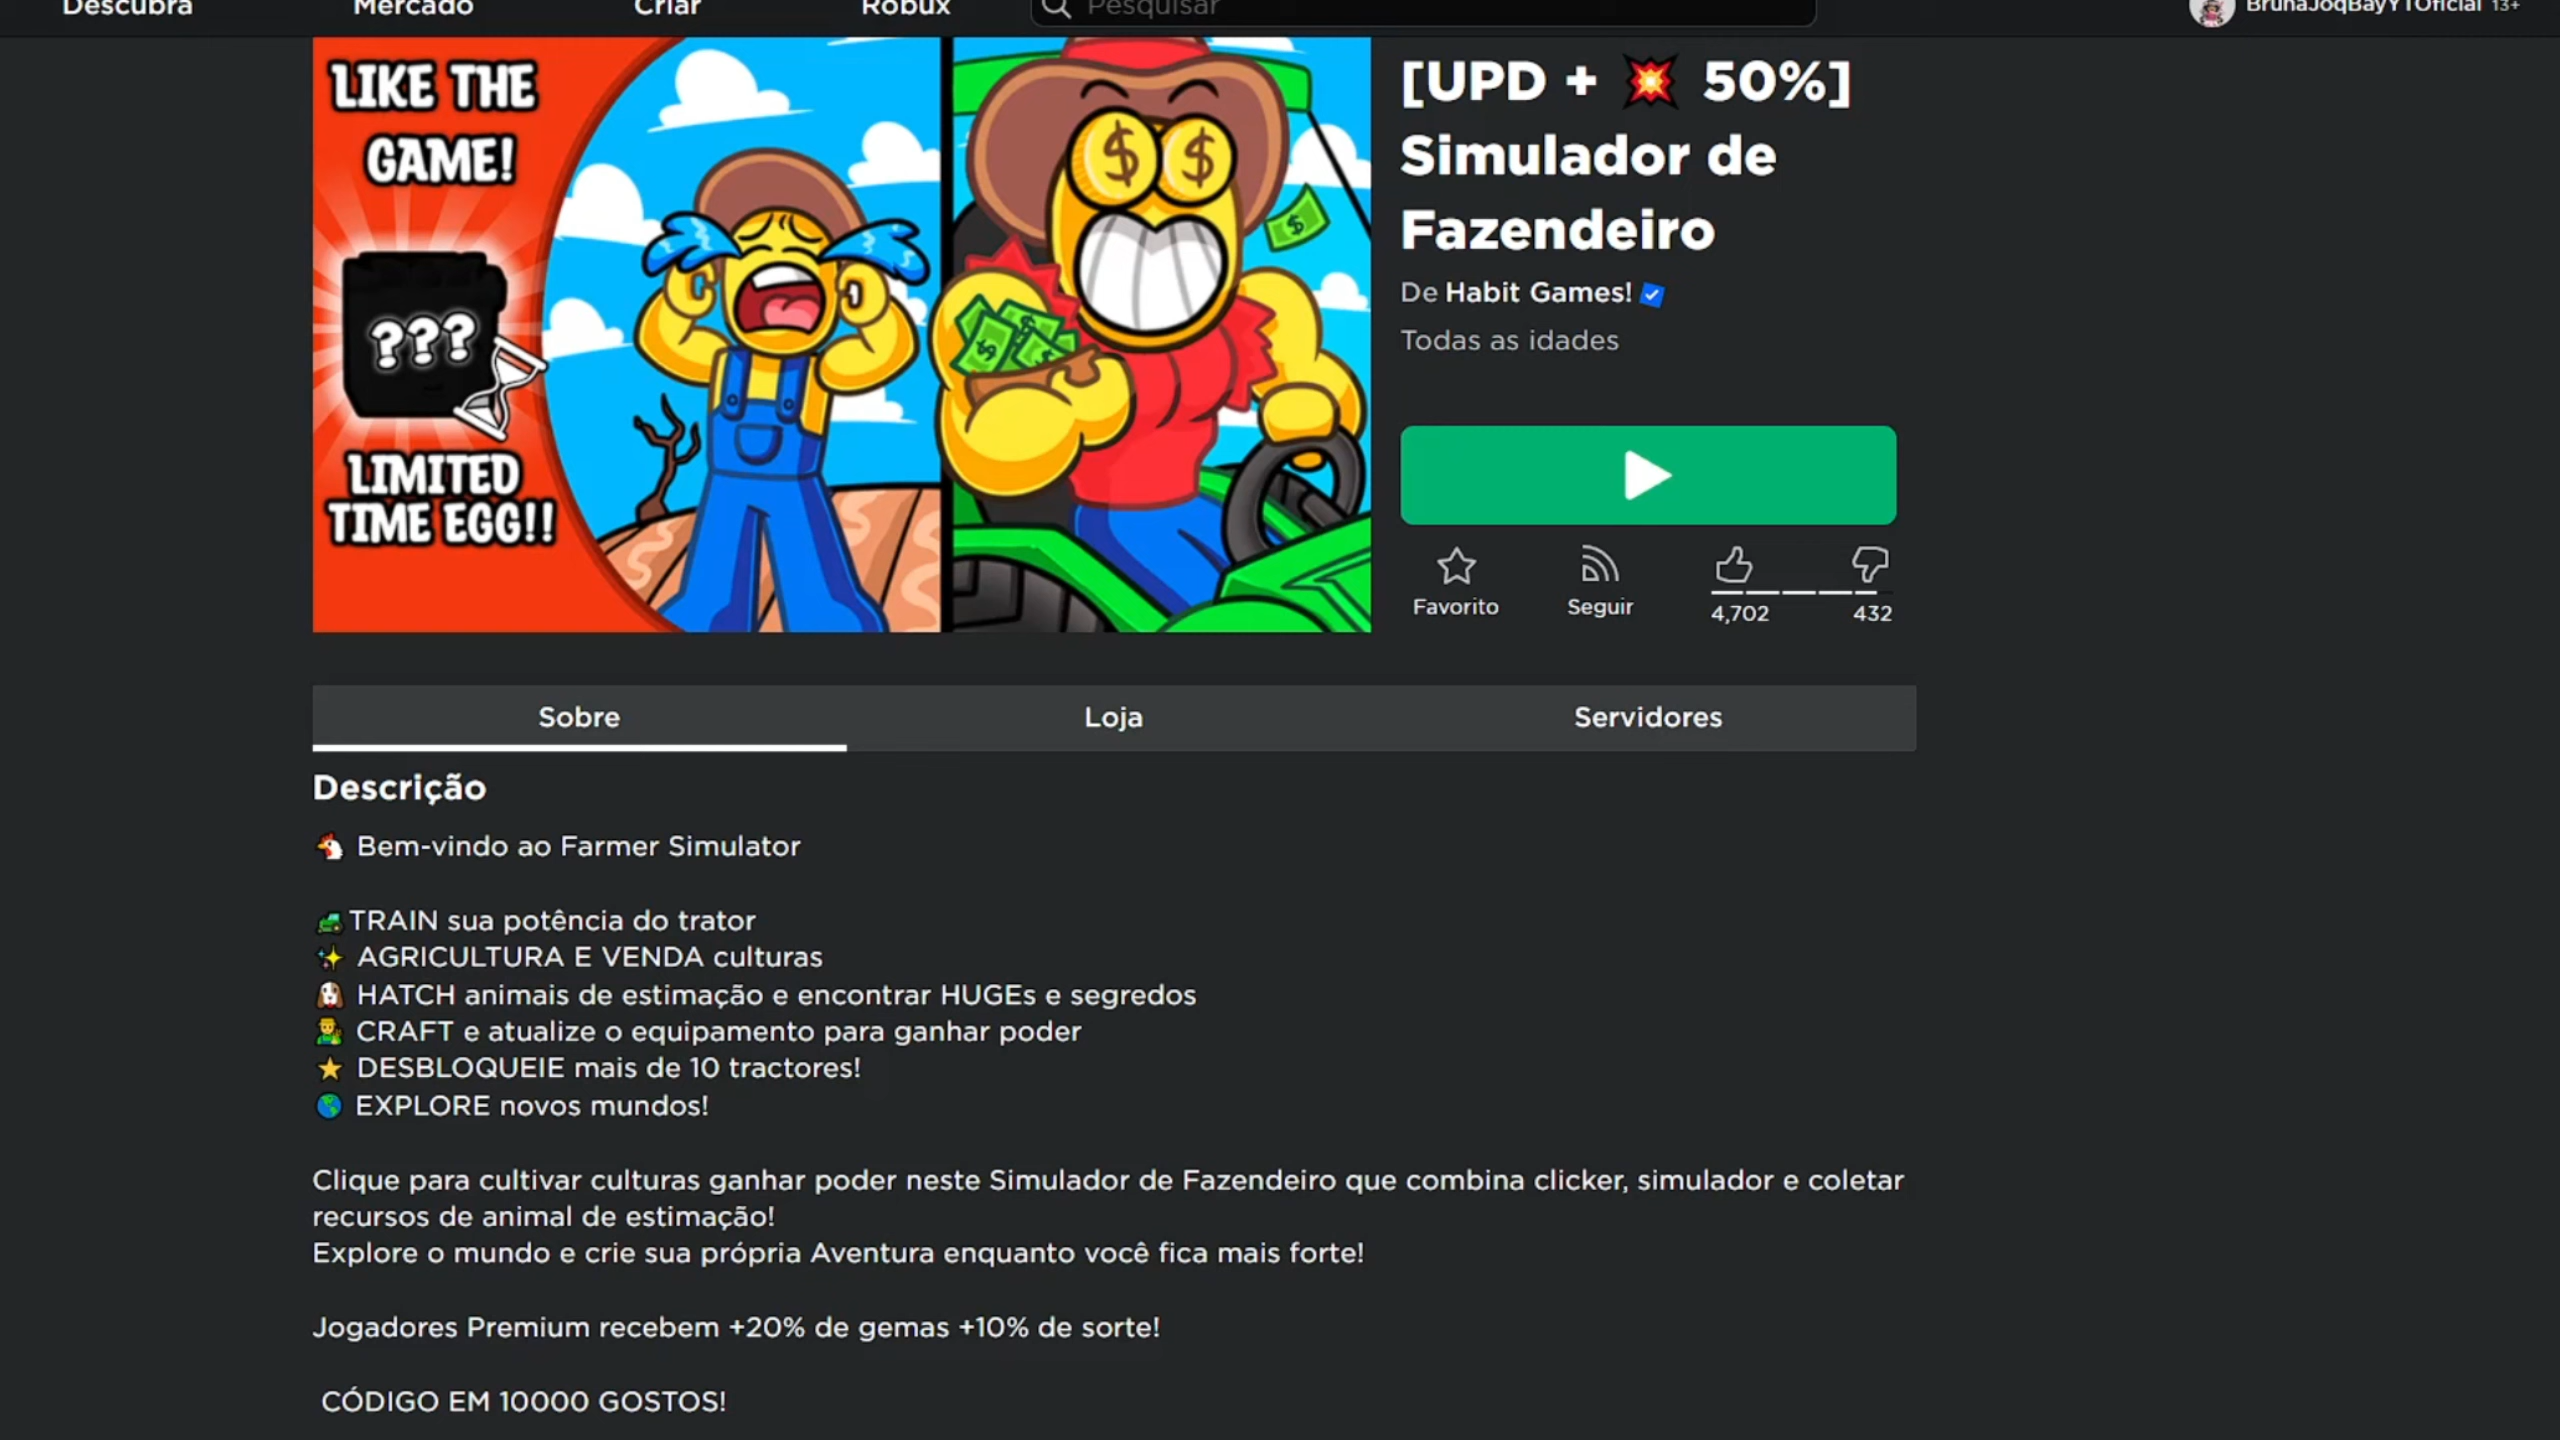 Descubra
Mercado
Criar
Robux
Pesquisar
BrunaJoqBayYTOficial 13+
LIKE THE
GAME!
???
LIMITED
TIME EGG!!
[UPD + 💥 50%]
Simulador de
Fazendeiro
De Habit Games!
Todas as idades
Favorito
Seguir
4,702
432
Sobre
Loja
Servidores
Descrição
🐔 Bem-vindo ao Farmer Simulator
🚜TRAIN sua potência do trator
✨ AGRICULTURA E VENDA culturas
🐶 HATCH animais de estimação e encontrar HUGEs e segredos
👨‍🌾 CRAFT e atualize o equipamento para ganhar poder
⭐ DESBLOQUEIE mais de 10 tractores!
🌎 EXPLORE novos mundos!
Clique para cultivar culturas ganhar poder neste Simulador de Fazendeiro que combina clicker, simulador e coletar
recursos de animal de estimação!
Explore o mundo e crie sua própria Aventura enquanto você fica mais forte!
Jogadores Premium recebem +20% de gemas +10% de sorte!
CÓDIGO EM 10000 GOSTOS!